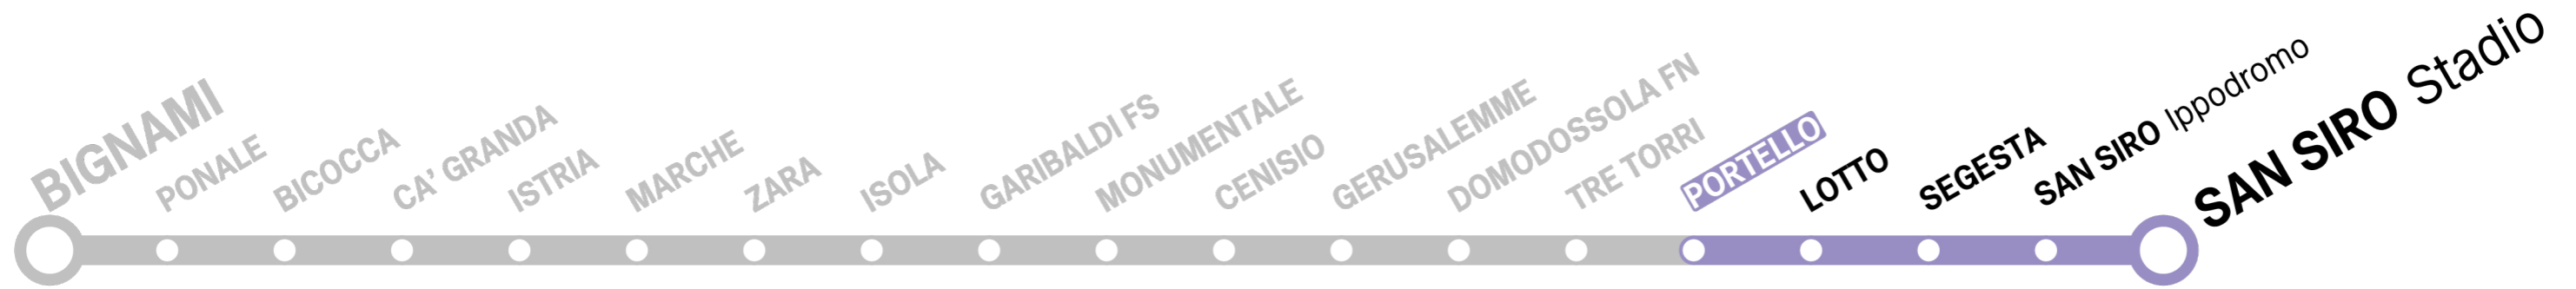 BIGNAMI
PONALE
BICOCCA
CA’ GRANDA
ISTRIA
MARCHE
ZARA
ISOLA
GARIBALDI FS
MONUMENTALE
CENISIO
GERUSALEMME
DOMODOSSOLA FN
TRE TORRI
PORTELLO
LOTTO
SEGESTA
SAN SIRO Ippodromo
SAN SIRO Stadio